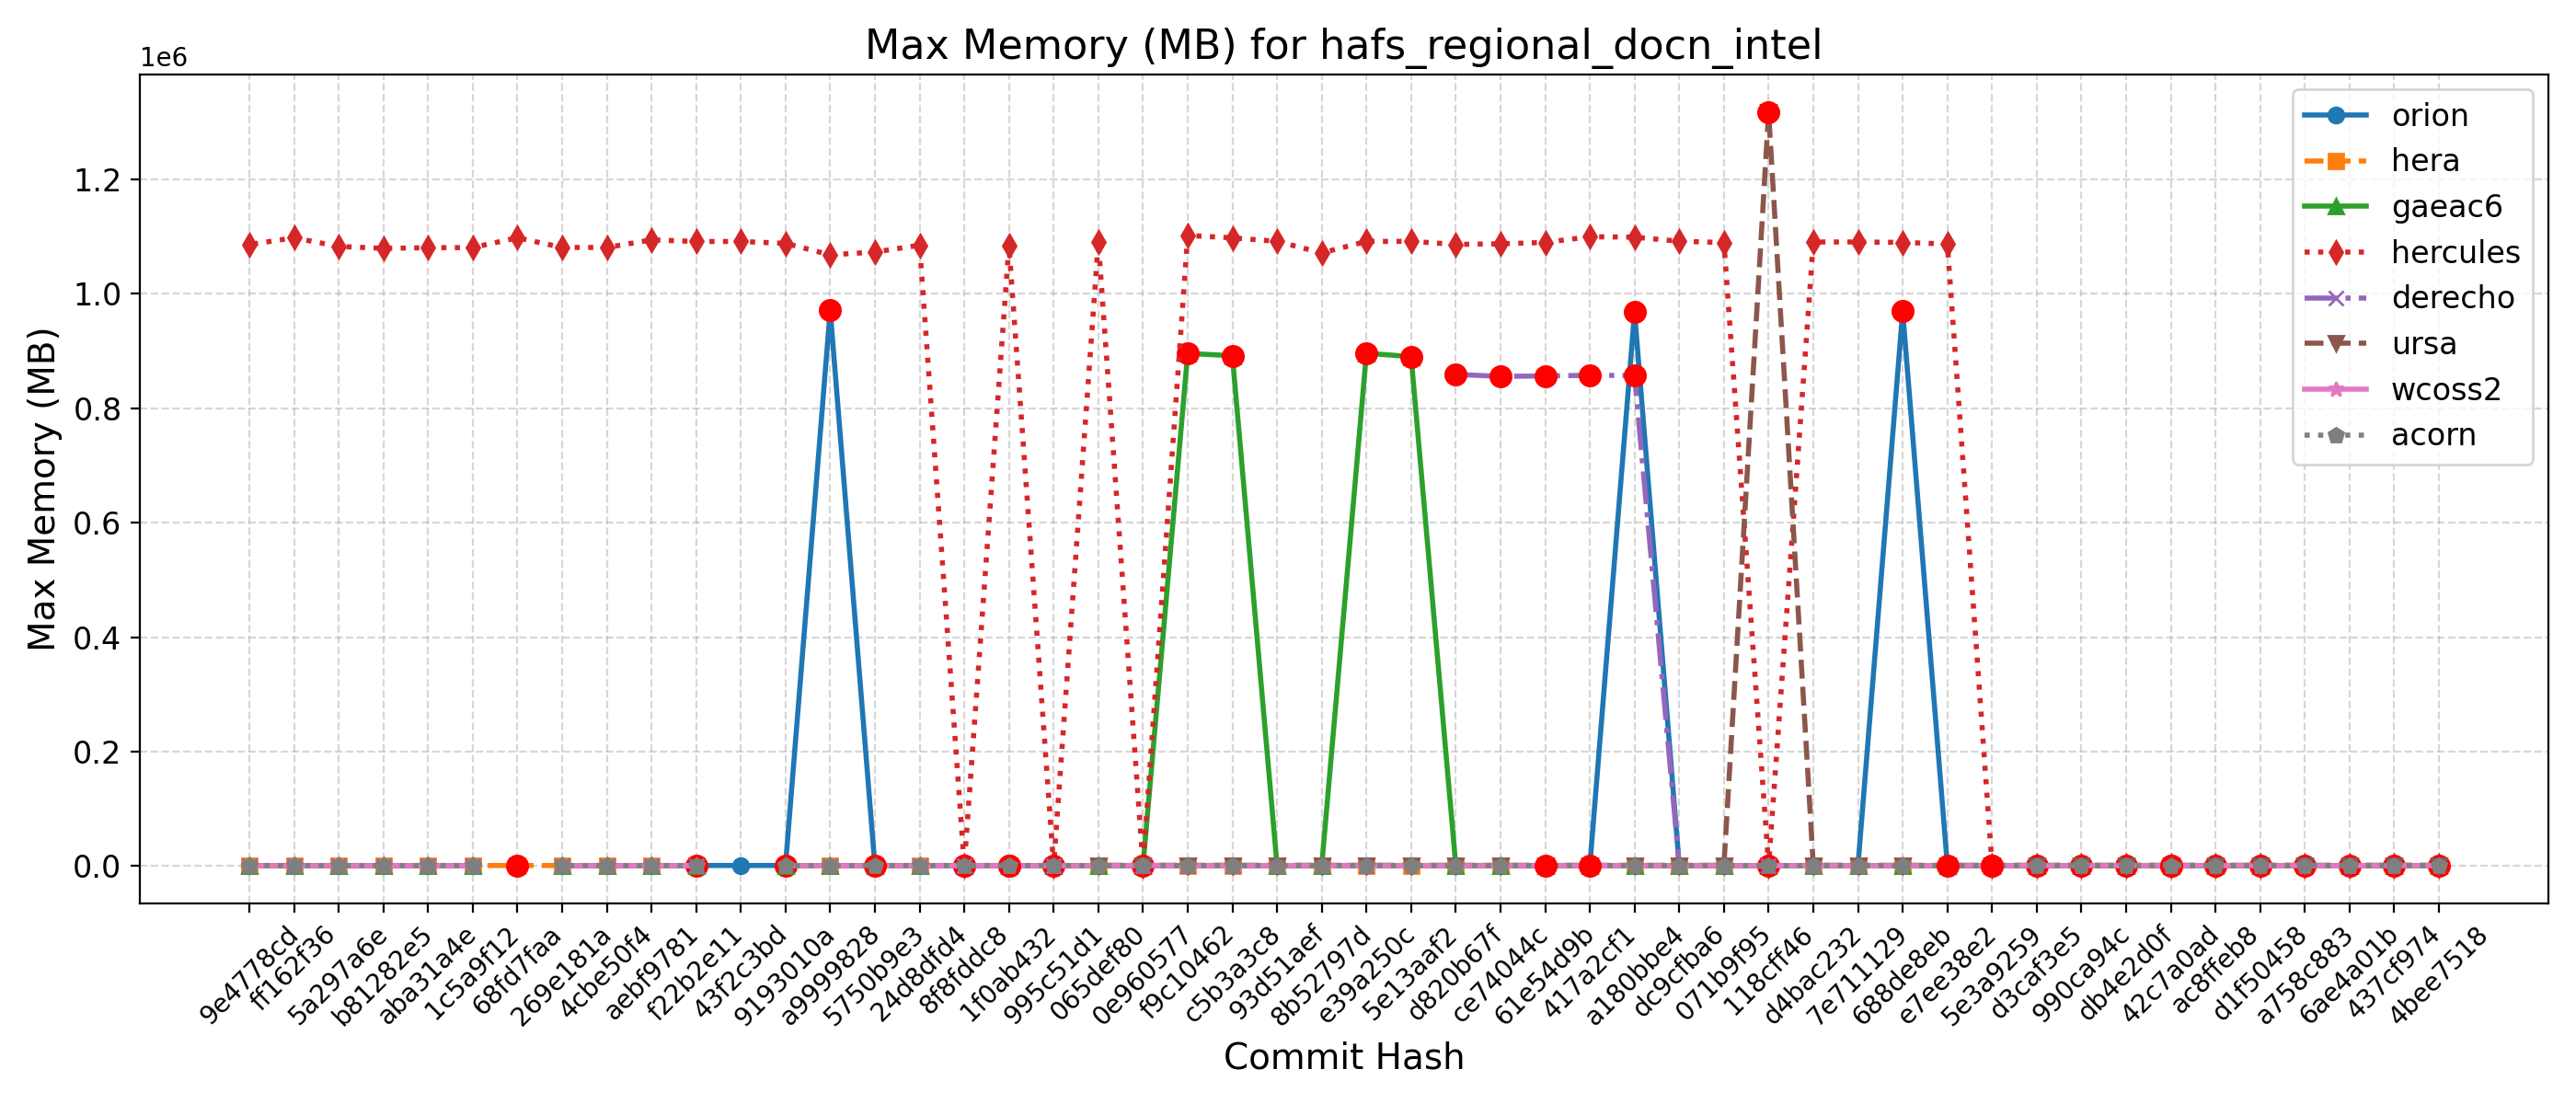 Max Memory (MB) for hafs_regional_docn_intel
1e6
1.2
1.0
0.8
0.6
0.4
0.2
0.0
Max Memory (MB)
orion
hera
gaeac6
hercules
derecho
ursa
wcoss2
acorn
9e4778cd
ff162f36
5a297a6e
b81282e5
aba31a4e
1c5a9f12
68fd7faa
269e181a
4cbe50f4
aebf9781
f22b2e11
43f2c3bd
9193010a
a9999828
5750b9e3
24d8dfd4
8f8fddc8
1f0ab432
995c51d1
065def80
0e960577
f9c10462
c5b3a3c8
93d51aef
8b52797d
e39a250c
5e13aaf2
d820b67f
ce74044c
61e54d9b
417a2cf1
a180bbe4
dc9cfba6
071b9f95
118cff46
d4bac232
7e711129
688de8eb
e7ee38e2
5e3a9259
d3caf3e5
990ca94c
db4e2d0f
42c7a0ad
ac8ffeb8
d1f50458
a758c883
6ae4a01b
437cf974
4bee7518
Commit Hash